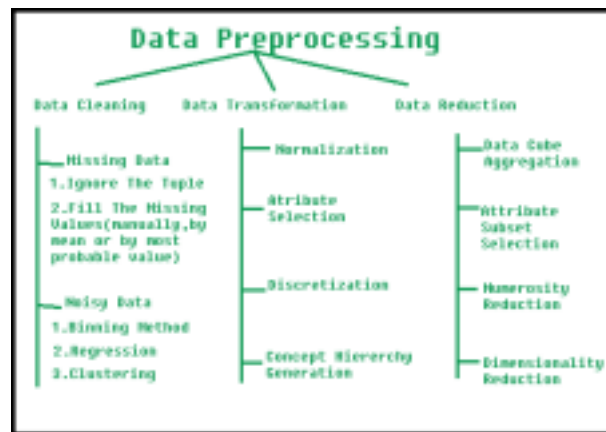 Data Preprocessing
Data Cleaning
Data Transformation
Data Reduction
Missing Data
1.Ignore The Tuple
2.Fill The Missing
Values(manually,by
mean or by most
probable value)
Noisy Data
1.Binning Method
2.Regression
3.Clustering
Normalization
Atribute
Selection
Discretization
Concept Hiererchy
Generation
Data Cube
Aggregation
Attribute
Subset
Selection
Numerosity
Reduction
Dimensionality
Reduction